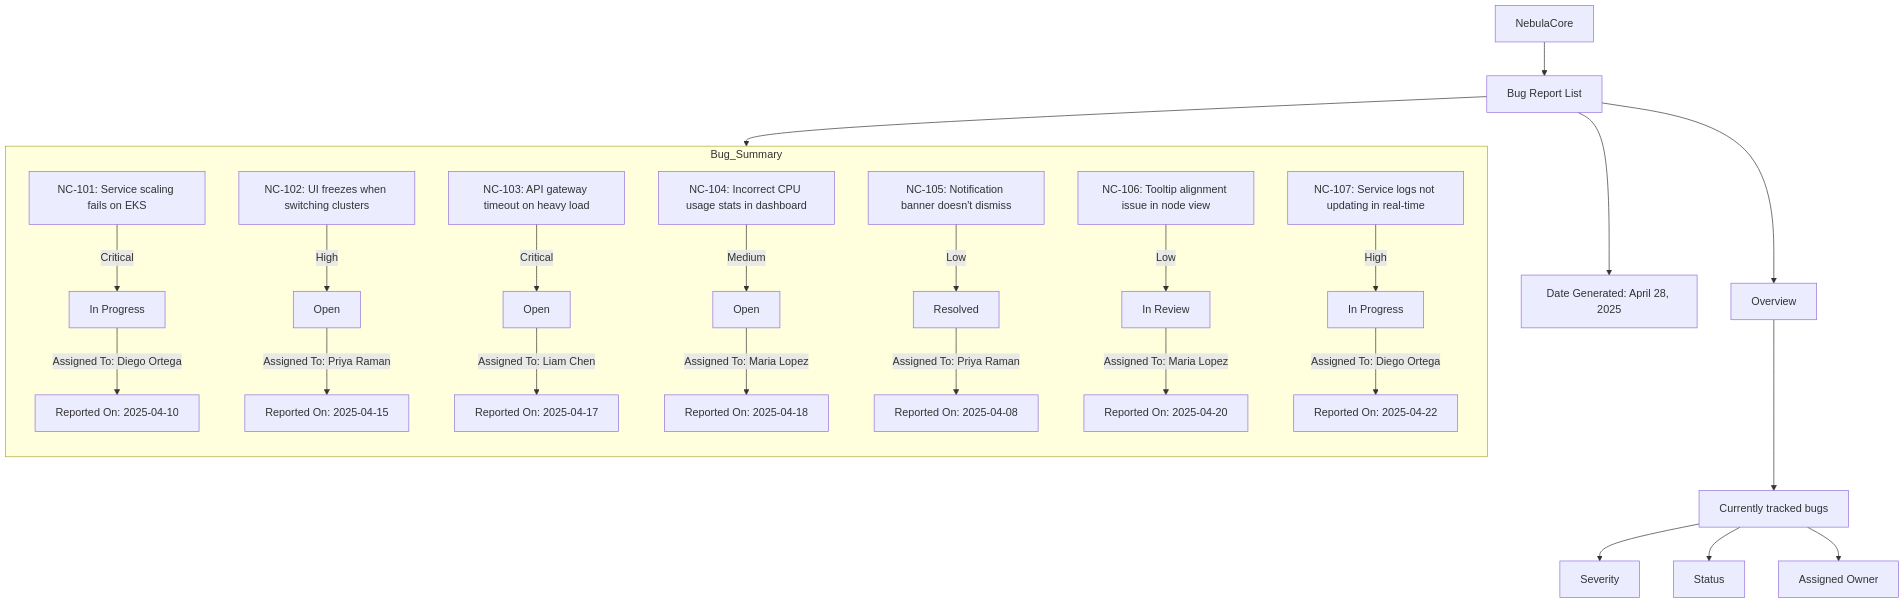 NebulaCore
Bug Report List
Bug_Summary
NC-101: Service scaling
fails on EKS
NC-102: UI freezes when
switching clusters
NC-103: API gateway
timeout on heavy load
NC-104: Incorrect CPU
usage stats in dashboard
NC-105: Notification
banner doesn't dismiss
NC-106: Tooltip alignment
issue in node view
NC-107: Service logs not
updating in real-time
Critical
High
Critical
Medium
Low
Low
High
In Progress
Open
Open
Open
Resolved
In Review
In Progress
Date Generated: April 28,
2025
Overview
Assigned To: Diego Ortega
Assigned To: Priya Raman
Assigned To: Liam Chen
Assigned To: Maria Lopez
Assigned To: Priya Raman
Assigned To: Maria Lopez
Assigned To: Diego Ortega
Reported On: 2025-04-10
Reported On: 2025-04-15
Reported On: 2025-04-17
Reported On: 2025-04-18
Reported On: 2025-04-08
Reported On: 2025-04-20
Reported On: 2025-04-22
Currently tracked bugs
Severity
Status
Assigned Owner